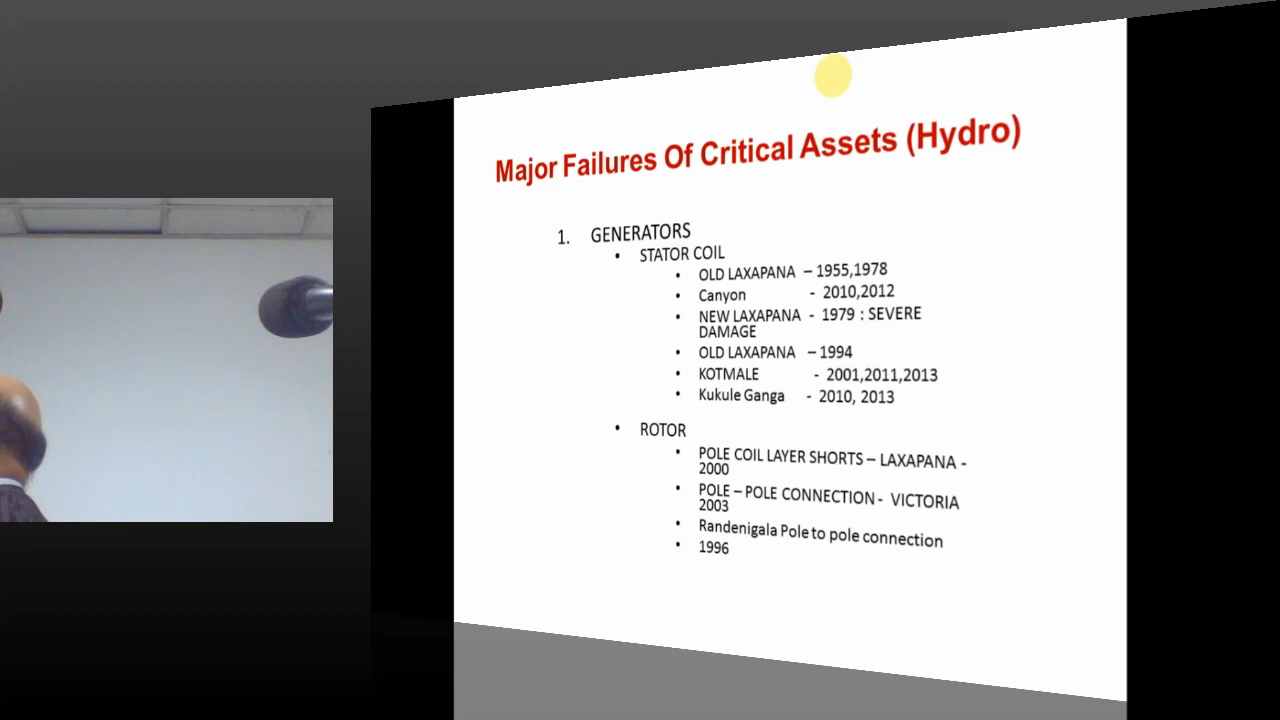 Major Failures Of Critical Assets (Hydro)
1. GENERATORS
• STATOR COIL
• OLD LAXAPANA – 1955,1978
• Canyon - 2010,2012
• NEW LAXAPANA - 1979 : SEVERE
DAMAGE
• OLD LAXAPANA – 1994
• KOTMALE - 2001,2011,2013
• Kukule Ganga - 2010, 2013
• ROTOR
• POLE COIL LAYER SHORTS – LAXAPANA -
2000
• POLE – POLE CONNECTION - VICTORIA
2003
• Randenigala Pole to pole connection
• 1996